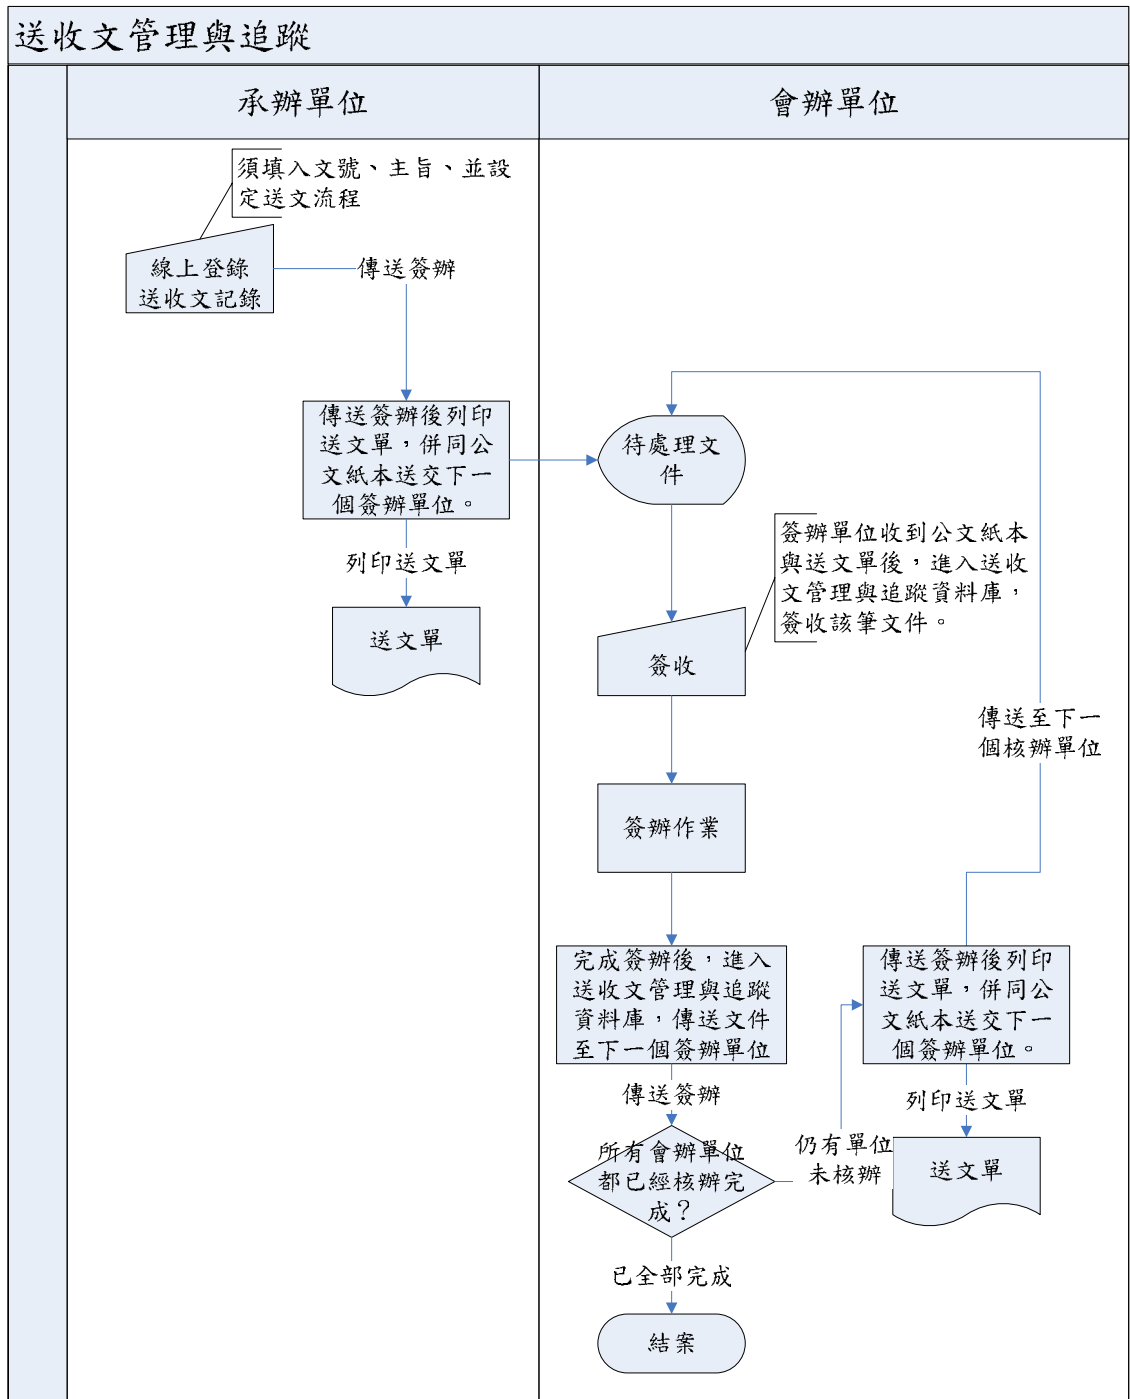 送收文管理與追蹤
承辦單位
會辦單位
須填入文號、主旨、並設
定送文流程
線上登錄
送收文記錄
傳送簽辦
傳送簽辦後列印
送文單，併同公
文紙本送交下一
個簽辦單位。
列印送文單
送文單
待處理文
件
簽辦單位收到公文紙本
與送文單後，進入送收
文管理與追蹤資料庫，
簽收該筆文件。
簽收
傳送至下一
個核辦單位
簽辦作業
完成簽辦後，進入
送收文管理與追蹤
資料庫，傳送文件
至下一個簽辦單位
傳送簽辦後列印
送文單，併同公
文紙本送交下一
個簽辦單位。
傳送簽辦
列印送文單
所有會辦單位
都已經核辦完
成？
仍有單位
未核辦
送文單
已全部完成
結案